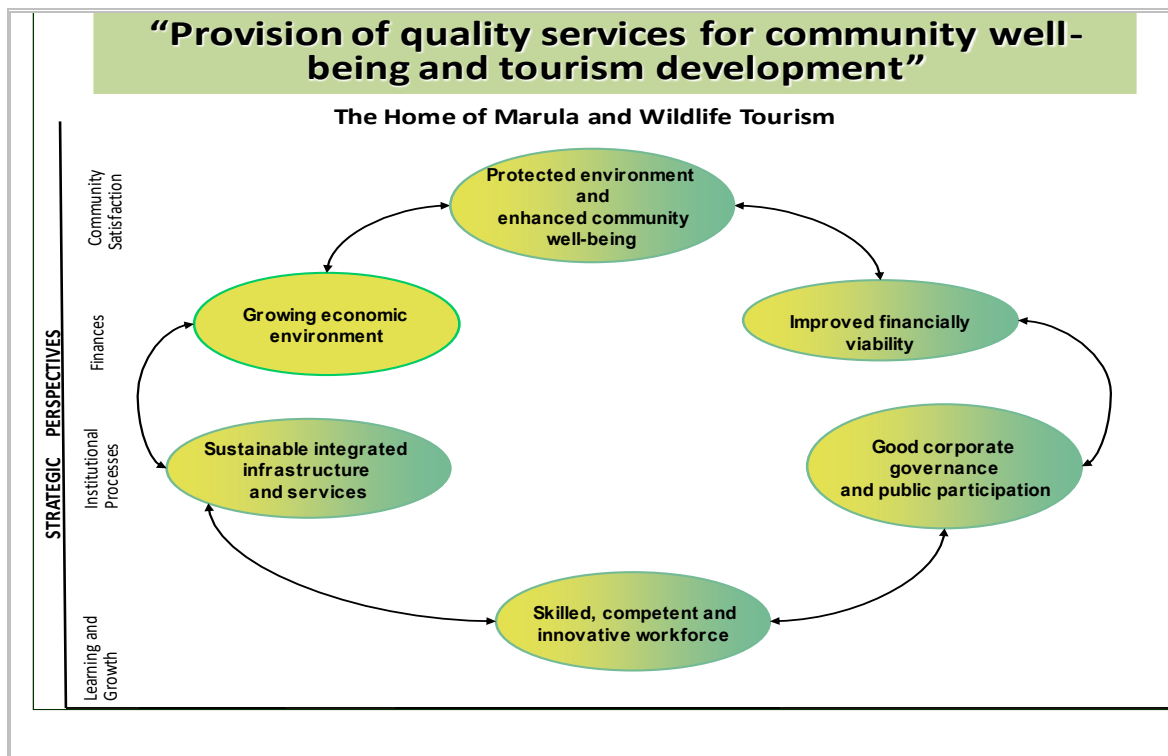 “Provision of quality services for community well-
being and tourism development”
The Home of Marula and Wildlife Tourism
STRATEGIC PERSPECTIVES
Community
Satisfaction
Finances
Institutional
Processes
Learning and
Growth
Protected environment
and
enhanced community
well-being
Growing economic
environment
Improved financially
viability
Sustainable integrated
infrastructure
and services
Good corporate
governance
and public participation
Skilled, competent and
innovative workforce